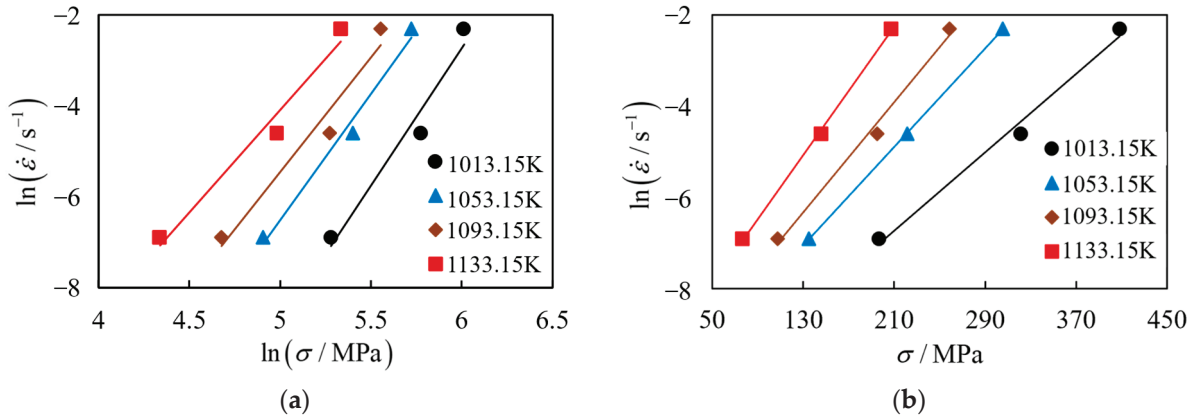 −2
−4
−6
−8
4
4.5
5
5.5
6
6.5
ln(ε̇ / s⁻¹)
ln(σ / MPa)
1013.15K
1053.15K
1093.15K
1133.15K
(a)
−2
−4
−6
−8
50
130
210
290
370
450
ln(ε̇ / s⁻¹)
σ / MPa
1013.15K
1053.15K
1093.15K
1133.15K
(b)